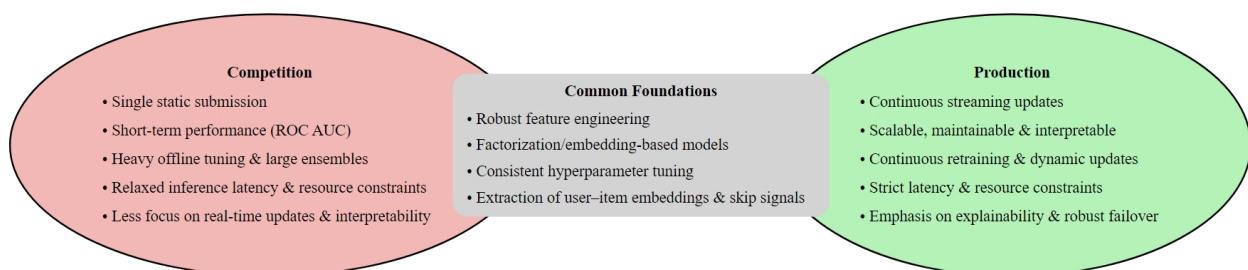 Competition
• Single static submission
• Short-term performance (ROC AUC)
• Heavy offline tuning & large ensembles
• Relaxed inference latency & resource constraints
• Less focus on real-time updates & interpretability
Common Foundations
• Robust feature engineering
• Factorization/embedding-based models
• Consistent hyperparameter tuning
• Extraction of user–item embeddings & skip signals
Production
• Continuous streaming updates
• Scalable, maintainable & interpretable
• Continuous retraining & dynamic updates
• Strict latency & resource constraints
• Emphasis on explainability & robust failover